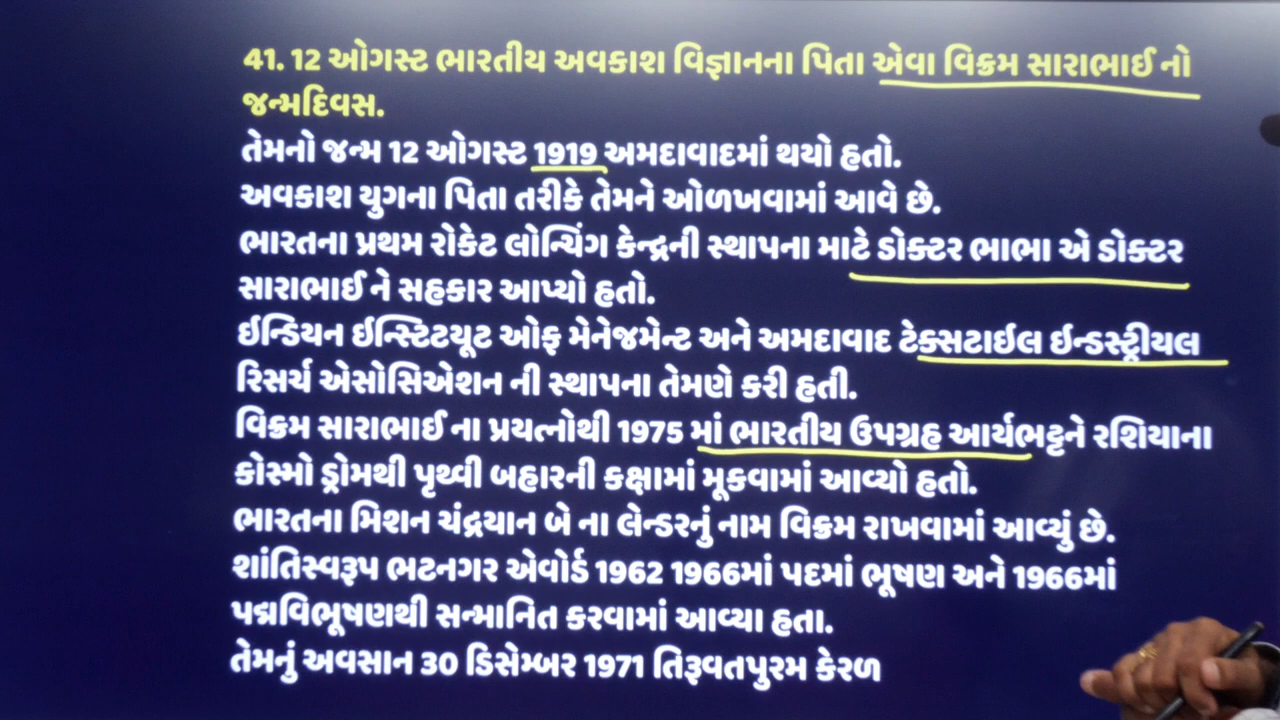 41. 12 ઓગસ્ટ ભારતીય અવકાશ વિજ્ઞાનના પિતા એવા વિક્રમ સારાભાઈ નો
જન્મદિવસ.
તેમનો જન્મ 12 ઓગસ્ટ 1919 અમદાવાદમાં થયો હતો.
અવકાશ યુગના પિતા તરીકે તેમને ઓળખવામાં આવે છે.
ભારતના પ્રથમ રોકેટ લોન્ચિંગ કેન્દ્રની સ્થાપના માટે ડોક્ટર ભાભા એ ડોક્ટર
સારાભાઈ ને સહકાર આપ્યો હતો.
ઈન્ડિયન ઈન્સ્ટિટયૂટ ઓફ મેનેજમેન્ટ અને અમદાવાદ ટેક્સટાઈલ ઇન્ડસ્ટ્રીયલ
રિસર્ચ એસોસિએશન ની સ્થાપના તેમણે કરી હતી.
વિક્રમ સારાભાઈ ના પ્રયત્નોથી 1975 માં ભારતીય ઉપગ્રહ આર્યભટ્ટને રશિયાના
કોસ્મો ડ્રોમથી પૃથ્વી બહારની કક્ષામાં મૂકવામાં આવ્યો હતો.
ભારતના મિશન ચંદ્રયાન બે ના લેન્ડરનું નામ વિક્રમ રાખવામાં આવ્યું છે.
શાંતિસ્વરૂપ ભટનગર એવોર્ડ 1962 1966માં પદમાં ભૂષણ અને 1966માં
પદ્મવિભૂષણથી સન્માનિત કરવામાં આવ્યા હતા.
તેમનું અવસાન 30 ડિસેમ્બર 1971 તિરૂવતપુરમ કેરળ